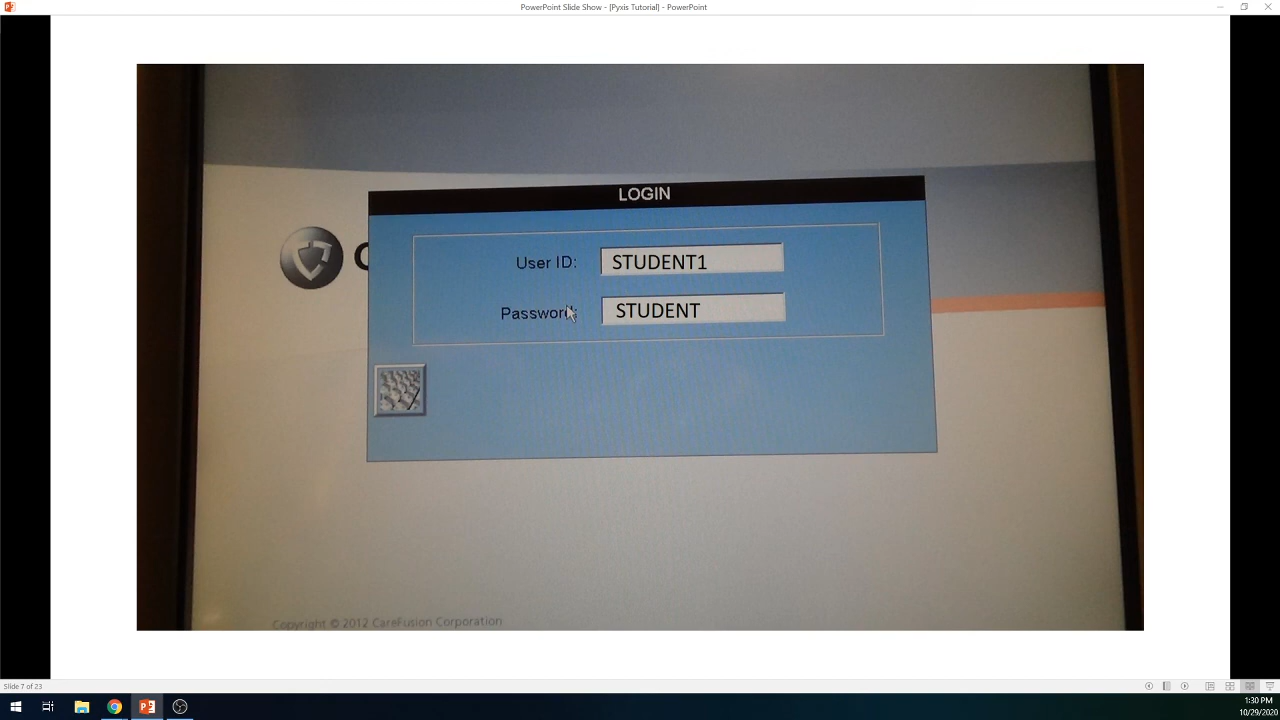 PowerPoint Slide Show - [Pyxis Tutorial] - PowerPoint
LOGIN
C
User ID: STUDENT1
Password: STUDENT
Copyright © 2012 CareFusion Corporation
Slide 7 of 23
1:30 PM
10/29/2020